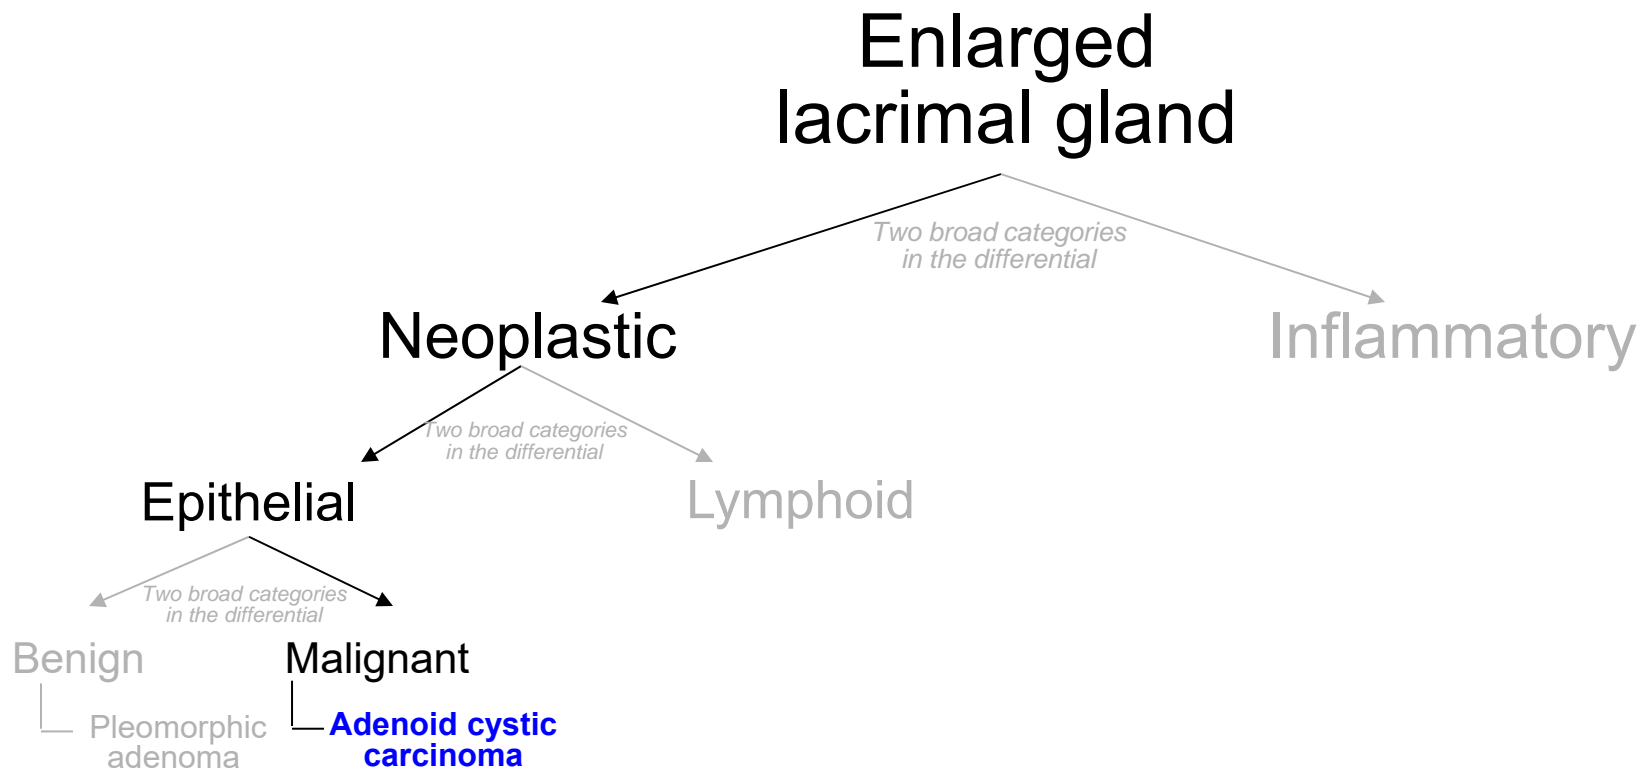 Enlarged
lacrimal gland
Two broad categories
in the differential
Neoplastic
Inflammatory
Two broad categories
in the differential
Epithelial
Lymphoid
Two broad categories
in the differential
Benign
Malignant
Pleomorphic
adenoma
Adenoid cystic
carcinoma